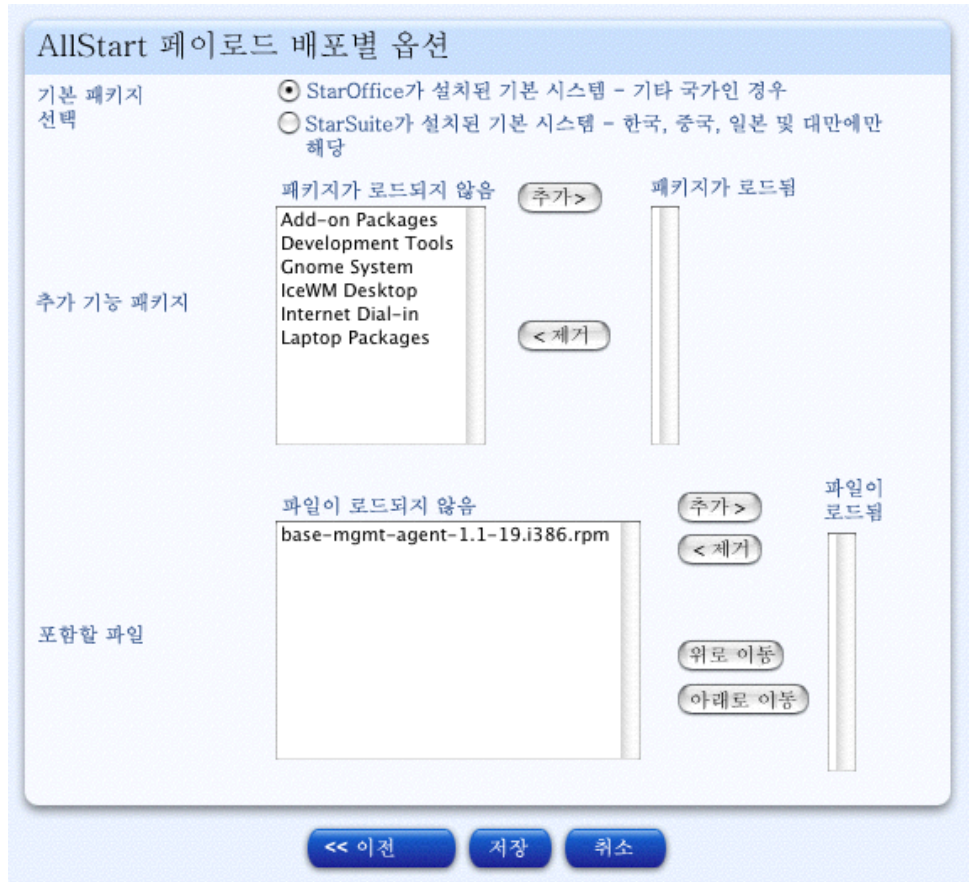 AllStart 페이로드 배포별 옵션
기본 패키지
선택
StarOffice가 설치된 기본 시스템 - 기타 국가인 경우
StarSuite가 설치된 기본 시스템 - 한국, 중국, 일본 및 대만에만
해당
추가 기능 패키지
패키지가 로드되지 않음
Add-on Packages
Development Tools
Gnome System
IceWM Desktop
Internet Dial-in
Laptop Packages
추가>
< 제거
패키지가 로드됨
포함할 파일
파일이 로드되지 않음
base-mgmt-agent-1.1-19.i386.rpm
추가 >
< 제거
위로 이동
아래로 이동
파일이
로드됨
<< 이전
저장
취소